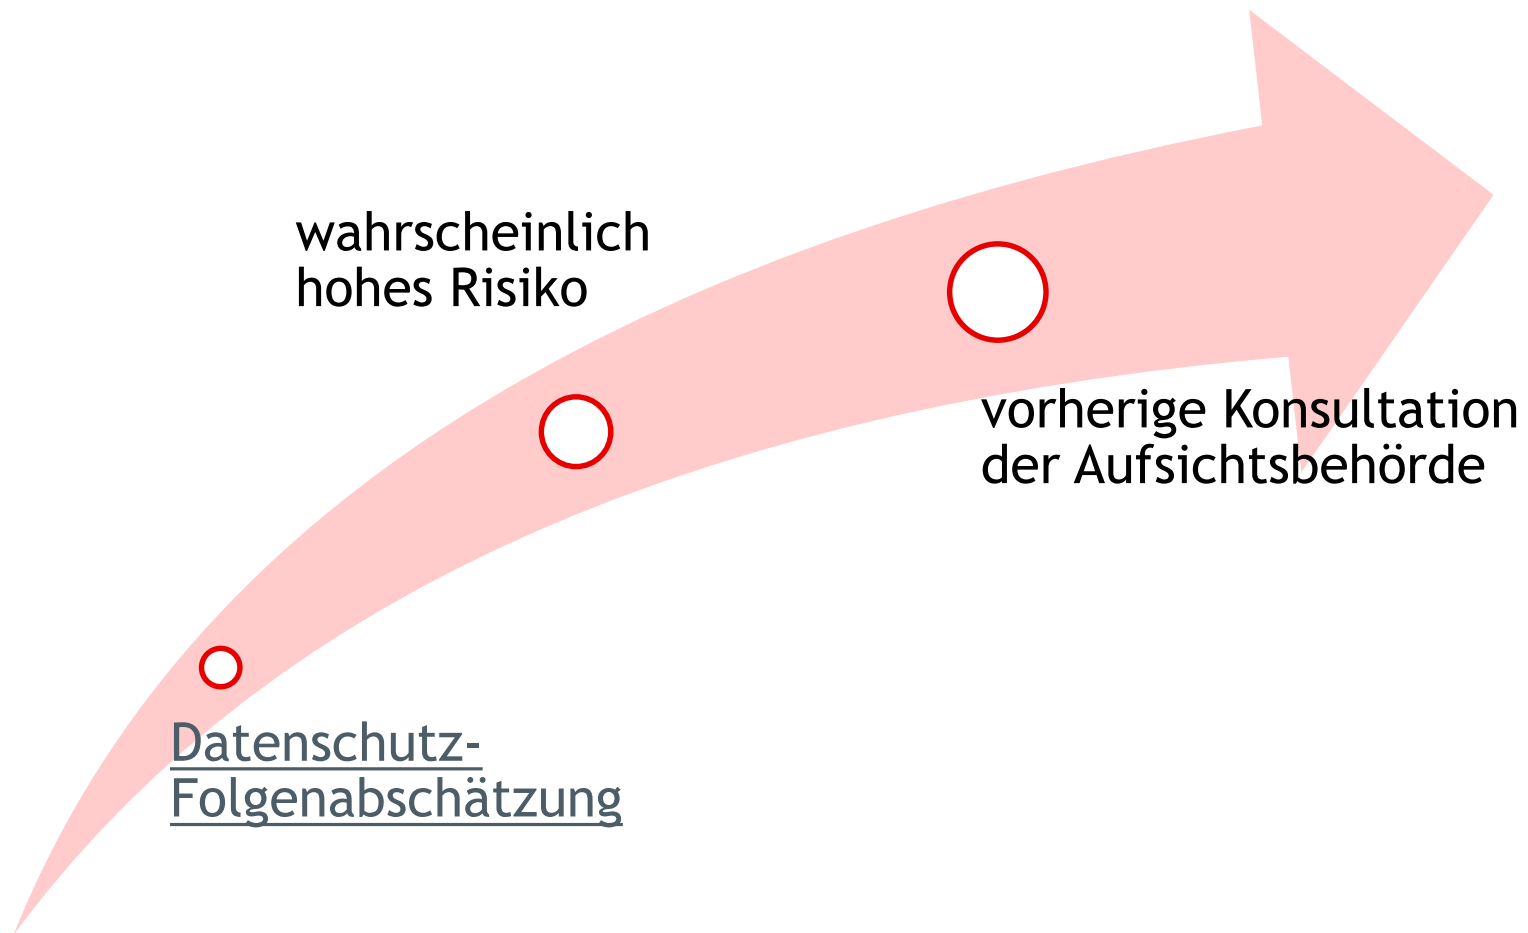 wahrscheinlich
hohes Risiko
vorherige Konsultation
der Aufsichtsbehörde
Datenschutz-
Folgenabschätzung